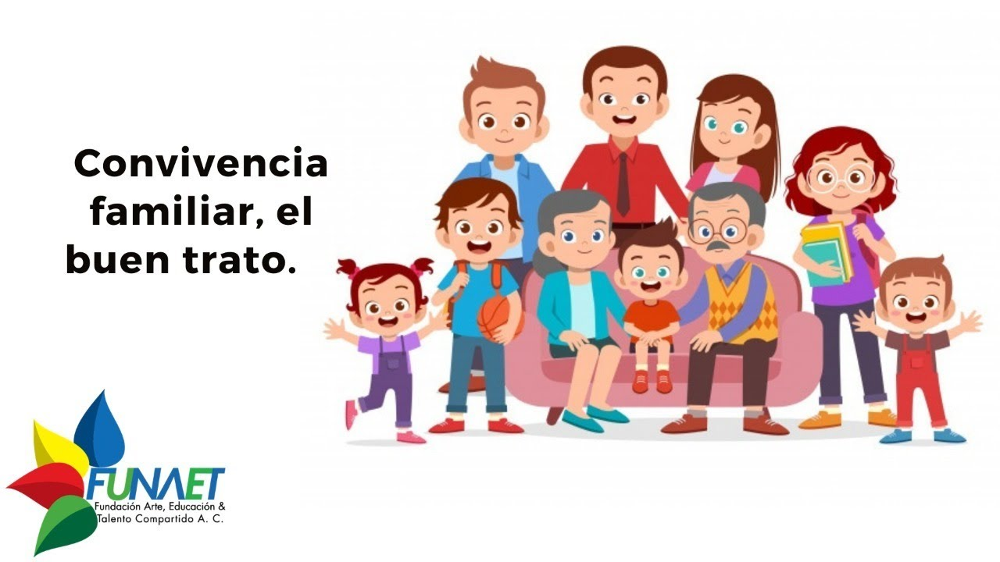 Convivencia
familiar, el
buen trato.
FUNAET
Fundación Arte, Educación &
Talento Compartido A. C.